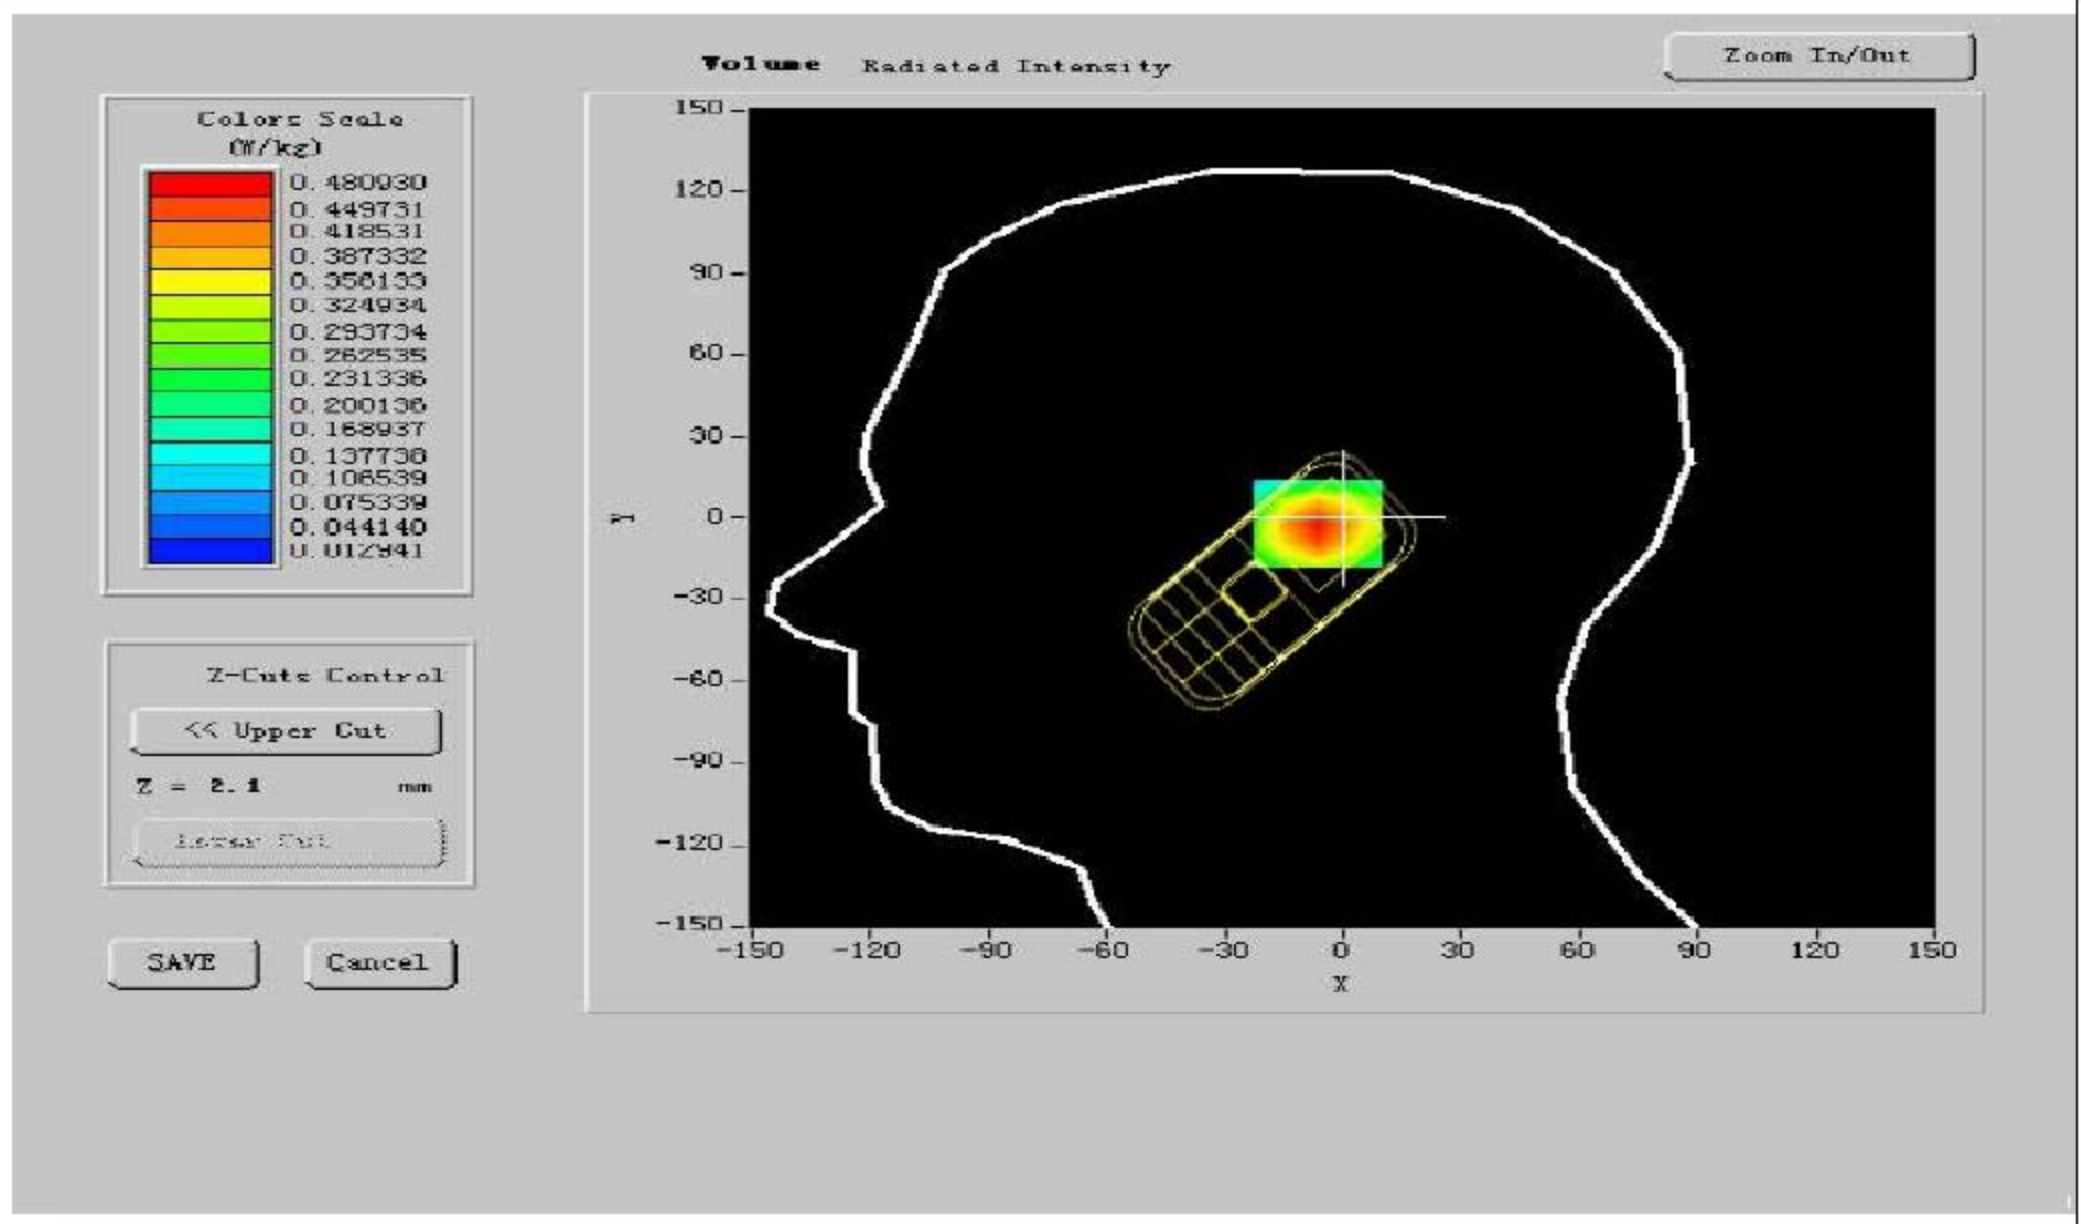 Volume Radiated Intensity
Zoom In/Out
Colors Scale
(W/kg)
0.480930
0.449731
0.418531
0.387332
0.356133
0.324934
0.293734
0.262535
0.231336
0.200136
0.168937
0.137738
0.106539
0.075339
0.044140
0.012941
Z-Cuts Control
<< Upper Cut
Z = 2.1 mm
Lower Cut
SAVE
Cancel
150
120
90
60
30
0
-30
-60
-90
-120
-150
Y
-150 -120 -90 -60 -30 0 30 60 90 120 150
X